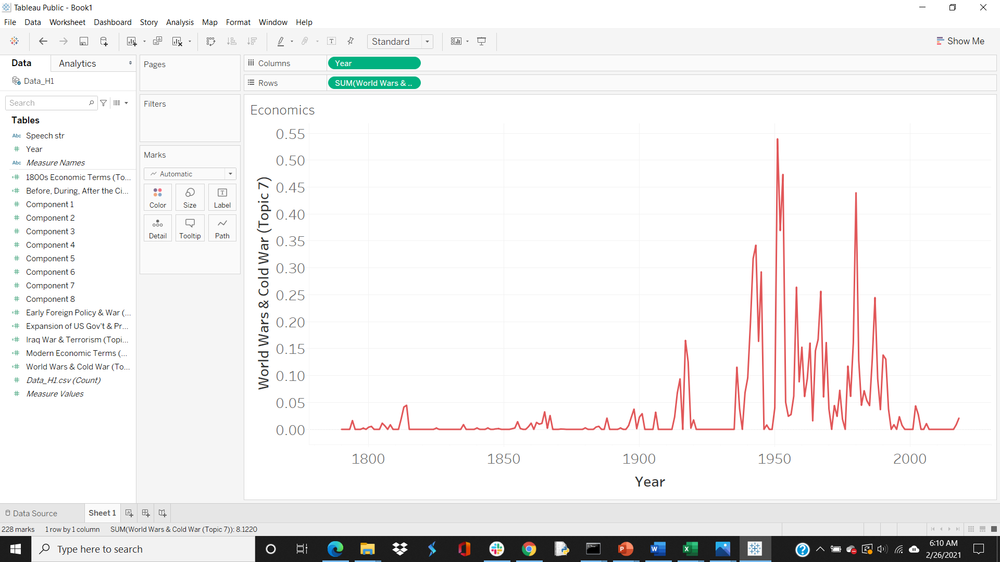 Tableau Public - Book1
File Data Worksheet Dashboard Story Analysis Map Format Window Help
Standard
Show Me
Data Analytics
Data_H1
Search
Tables
Abc Speech str
# Year
Abc Measure Names
=# 1800s Economic Terms (To...
=# Before, During, After the Ci...
# Component 1
# Component 2
# Component 3
# Component 4
# Component 5
# Component 6
# Component 7
# Component 8
=# Early Foreign Policy & War (...
=# Expansion of US Gov't & Pr...
=# Iraq War & Terrorism (Topi...
=# Modern Economic Terms (...
=# World Wars & Cold War (To...
# Data_H1.csv (Count)
# Measure Values
Pages
Filters
Marks
Automatic
Color Size Label
Detail Tooltip Path
Columns Year
Rows SUM(World Wars & ..
Economics
World Wars & Cold War (Topic 7)
0.55
0.50
0.45
0.40
0.35
0.30
0.25
0.20
0.15
0.10
0.05
0.00
1800 1850 1900 1950 2000
Year
Data Source Sheet 1
228 marks 1 row by 1 column SUM(World Wars & Cold War (Topic 7)): 8.1220
Type here to search
6:10 AM
2/26/2021